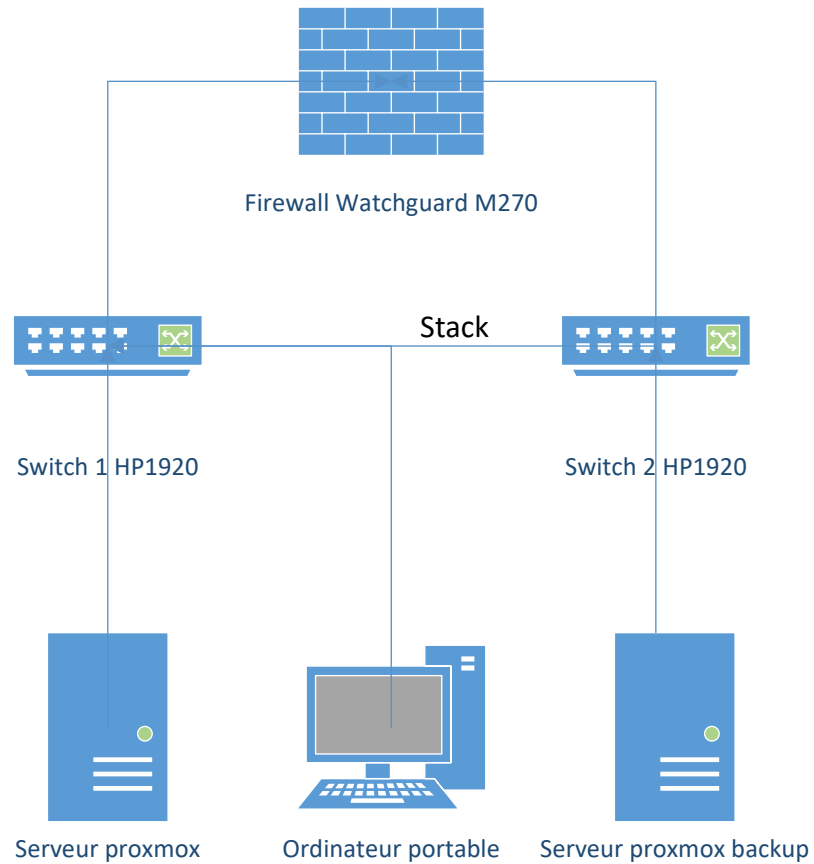 Firewall Watchguard M270
Stack
Switch 1 HP1920
Switch 2 HP1920
Serveur proxmox
Ordinateur portable
Serveur proxmox backup